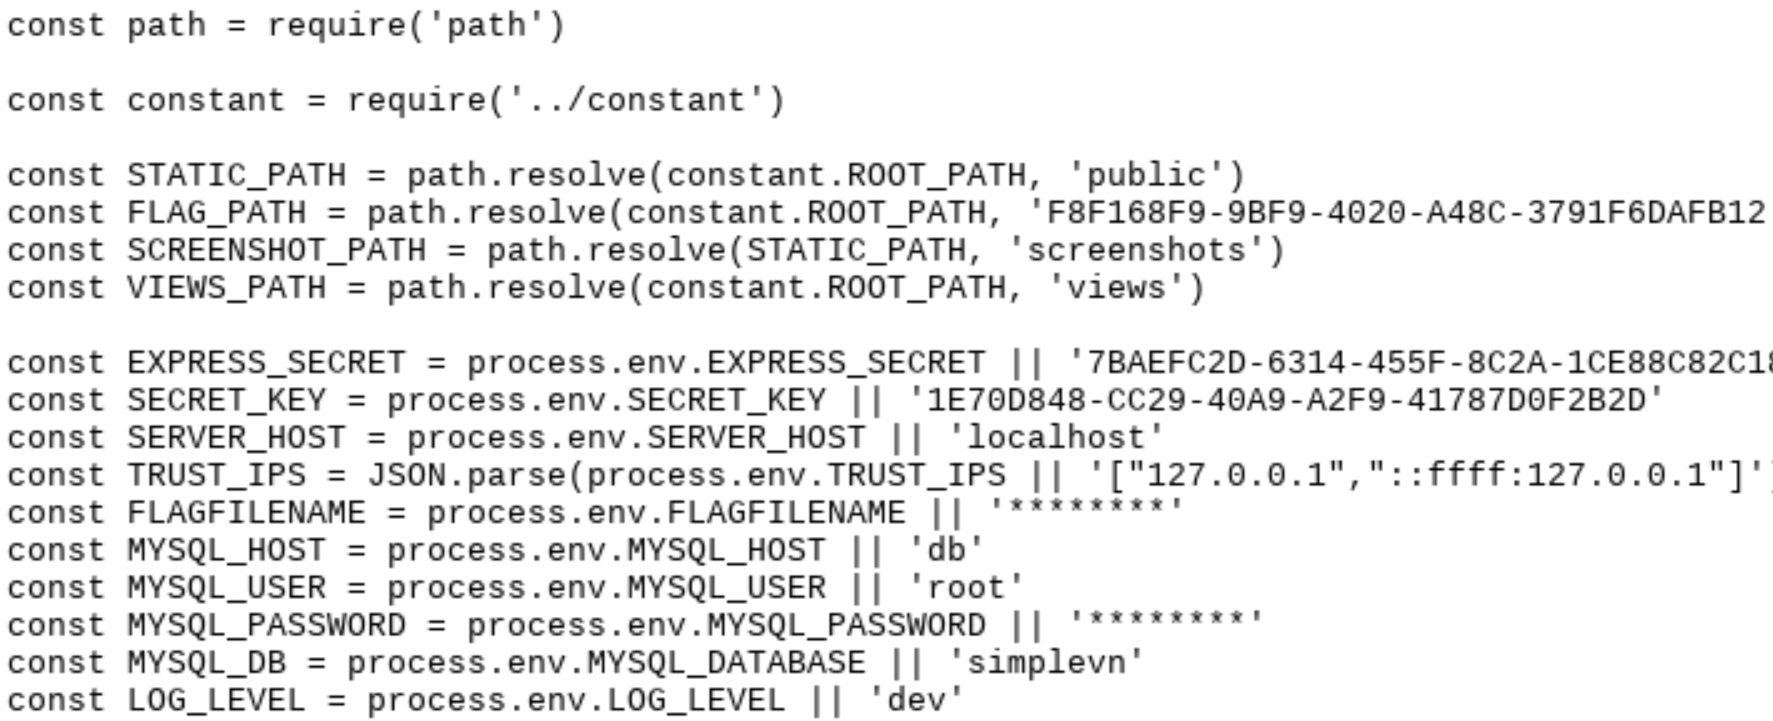 const path = require('path')
const constant = require('../constant')
const STATIC_PATH = path.resolve(constant.ROOT_PATH, 'public')
const FLAG_PATH = path.resolve(constant.ROOT_PATH, 'F8F168F9-9BF9-4020-A48C-3791F6DAFB12
const SCREENSHOT_PATH = path.resolve(STATIC_PATH, 'screenshots')
const VIEWS_PATH = path.resolve(constant.ROOT_PATH, 'views')
const EXPRESS_SECRET = process.env.EXPRESS_SECRET || '7BAEFC2D-6314-455F-8C2A-1CE88C82C18
const SECRET_KEY = process.env.SECRET_KEY || '1E70D848-CC29-40A9-A2F9-41787D0F2B2D'
const SERVER_HOST = process.env.SERVER_HOST || 'localhost'
const TRUST_IPS = JSON.parse(process.env.TRUST_IPS || '["127.0.0.1","::ffff:127.0.0.1"]')
const FLAGFILENAME = process.env.FLAGFILENAME || '********'
const MYSQL_HOST = process.env.MYSQL_HOST || 'db'
const MYSQL_USER = process.env.MYSQL_USER || 'root'
const MYSQL_PASSWORD = process.env.MYSQL_PASSWORD || '********'
const MYSQL_DB = process.env.MYSQL_DATABASE || 'simplevn'
const LOG_LEVEL = process.env.LOG_LEVEL || 'dev'